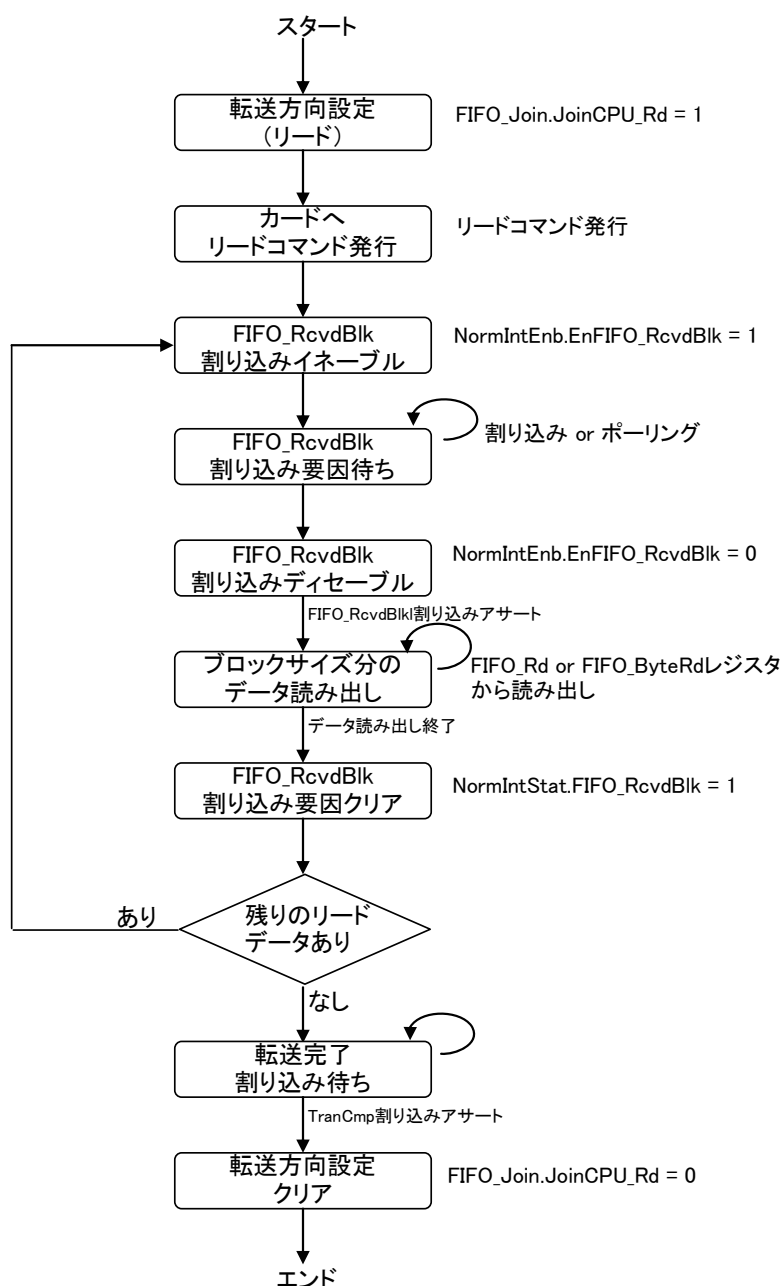 スタート
転送方向設定
（リード）
FIFO_Join.JoinCPU_Rd = 1
カードへ
リードコマンド発行
リードコマンド発行
FIFO_RcvdBlk
割り込みイネーブル
NormIntEnb.EnFIFO_RcvdBlk = 1
FIFO_RcvdBlk
割り込み要因待ち
割り込み or ポーリング
FIFO_RcvdBlk
割り込みディセーブル
NormIntEnb.EnFIFO_RcvdBlk = 0
FIFO_RcvdBlkl割り込みアサート
ブロックサイズ分の
データ読み出し
FIFO_Rd or FIFO_ByteRdレジスタ
から読み出し
データ読み出し終了
FIFO_RcvdBlk
割り込み要因クリア
NormIntStat.FIFO_RcvdBlk = 1
あり
残りのリード
データあり
なし
転送完了
割り込み待ち
TranCmp割り込みアサート
転送方向設定
クリア
FIFO_Join.JoinCPU_Rd = 0
エンド